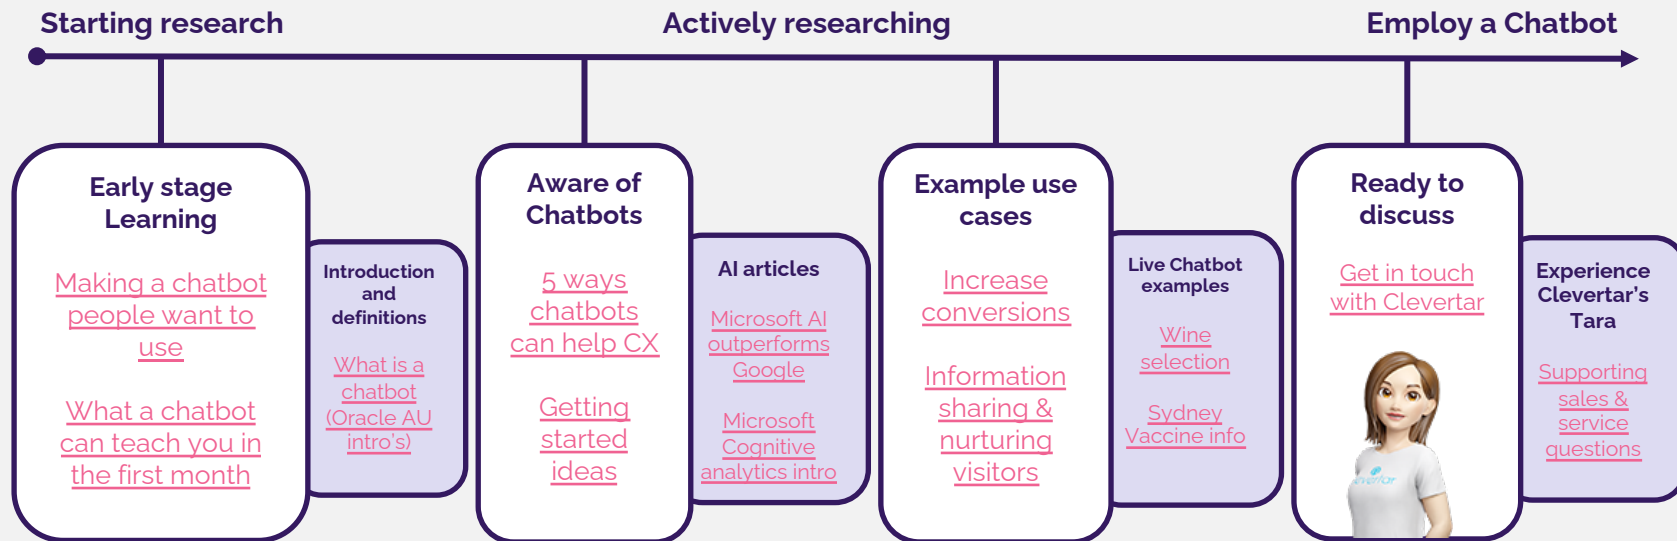 Starting research
Actively researching
Employ a Chatbot
Early stage
Learning
Making a chatbot
people want to
use
What a chatbot
can teach you in
the first month
Introduction
and
definitions
What is a
chatbot
(Oracle AU
intro's)
Aware of
Chatbots
5 ways
chatbots
can help CX
Getting
started
ideas
AI articles
Microsoft AI
outperforms
Google
Microsoft
Cognitive
analytics intro
Example use
cases
Increase
conversions
Information
sharing &
nurturing
visitors
Live Chatbot
examples
Wine
selection
Sydney
Vaccine info
Ready to
discuss
Get in touch
with Clevertar
clevertar
Experience
Clevertar's
Tara
Supporting
sales &
service
questions